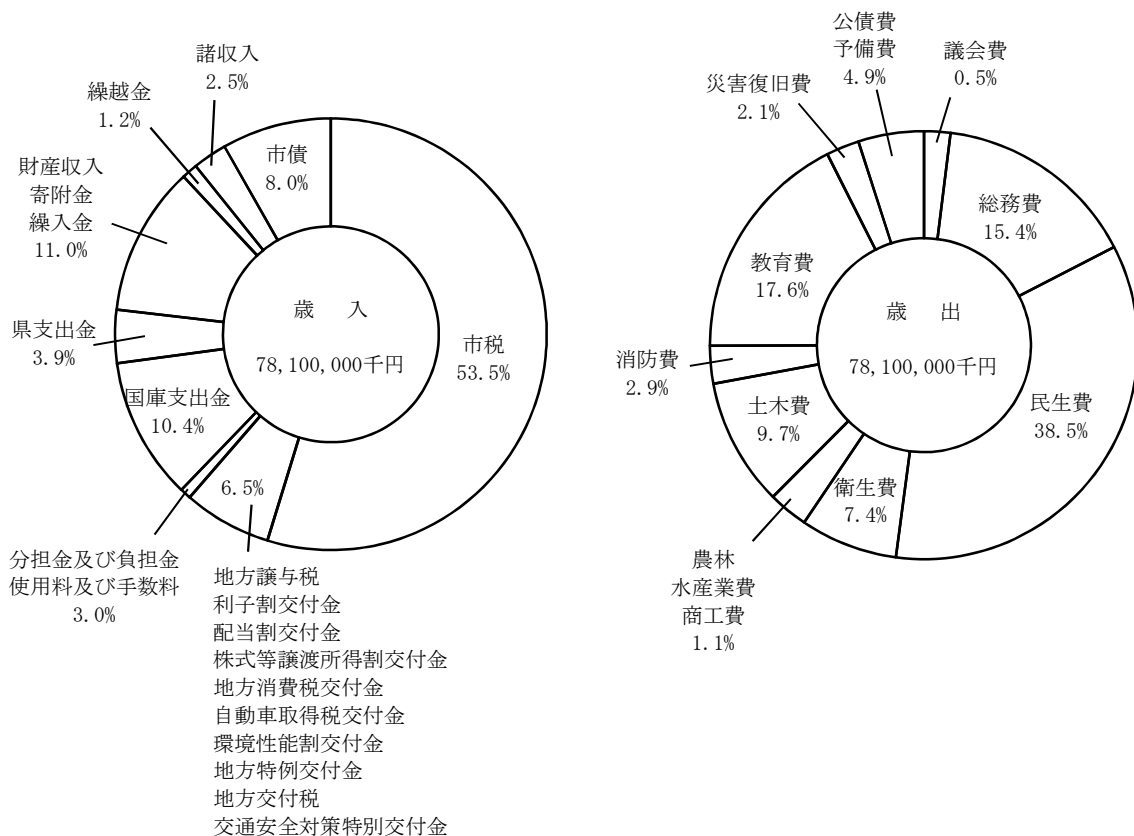 諸収入
2.5%
繰越金
1.2%
財産収入
寄附金
繰入金
11.0%
県支出金
3.9%
国庫支出金
10.4%
分担金及び負担金
使用料及び手数料
3.0%
6.5%
地方譲与税
利子割交付金
配当割交付金
株式等譲渡所得割交付金
地方消費税交付金
自動車取得税交付金
環境性能割交付金
地方特例交付金
地方交付税
交通安全対策特別交付金
市債
8.0%
市税
53.5%
歳 入
78,100,000千円
公債費
予備費
4.9%
議会費
0.5%
災害復旧費
2.1%
総務費
15.4%
教育費
17.6%
消防費
2.9%
土木費
9.7%
農林
水産業費
商工費
1.1%
衛生費
7.4%
民生費
38.5%
歳 出
78,100,000千円